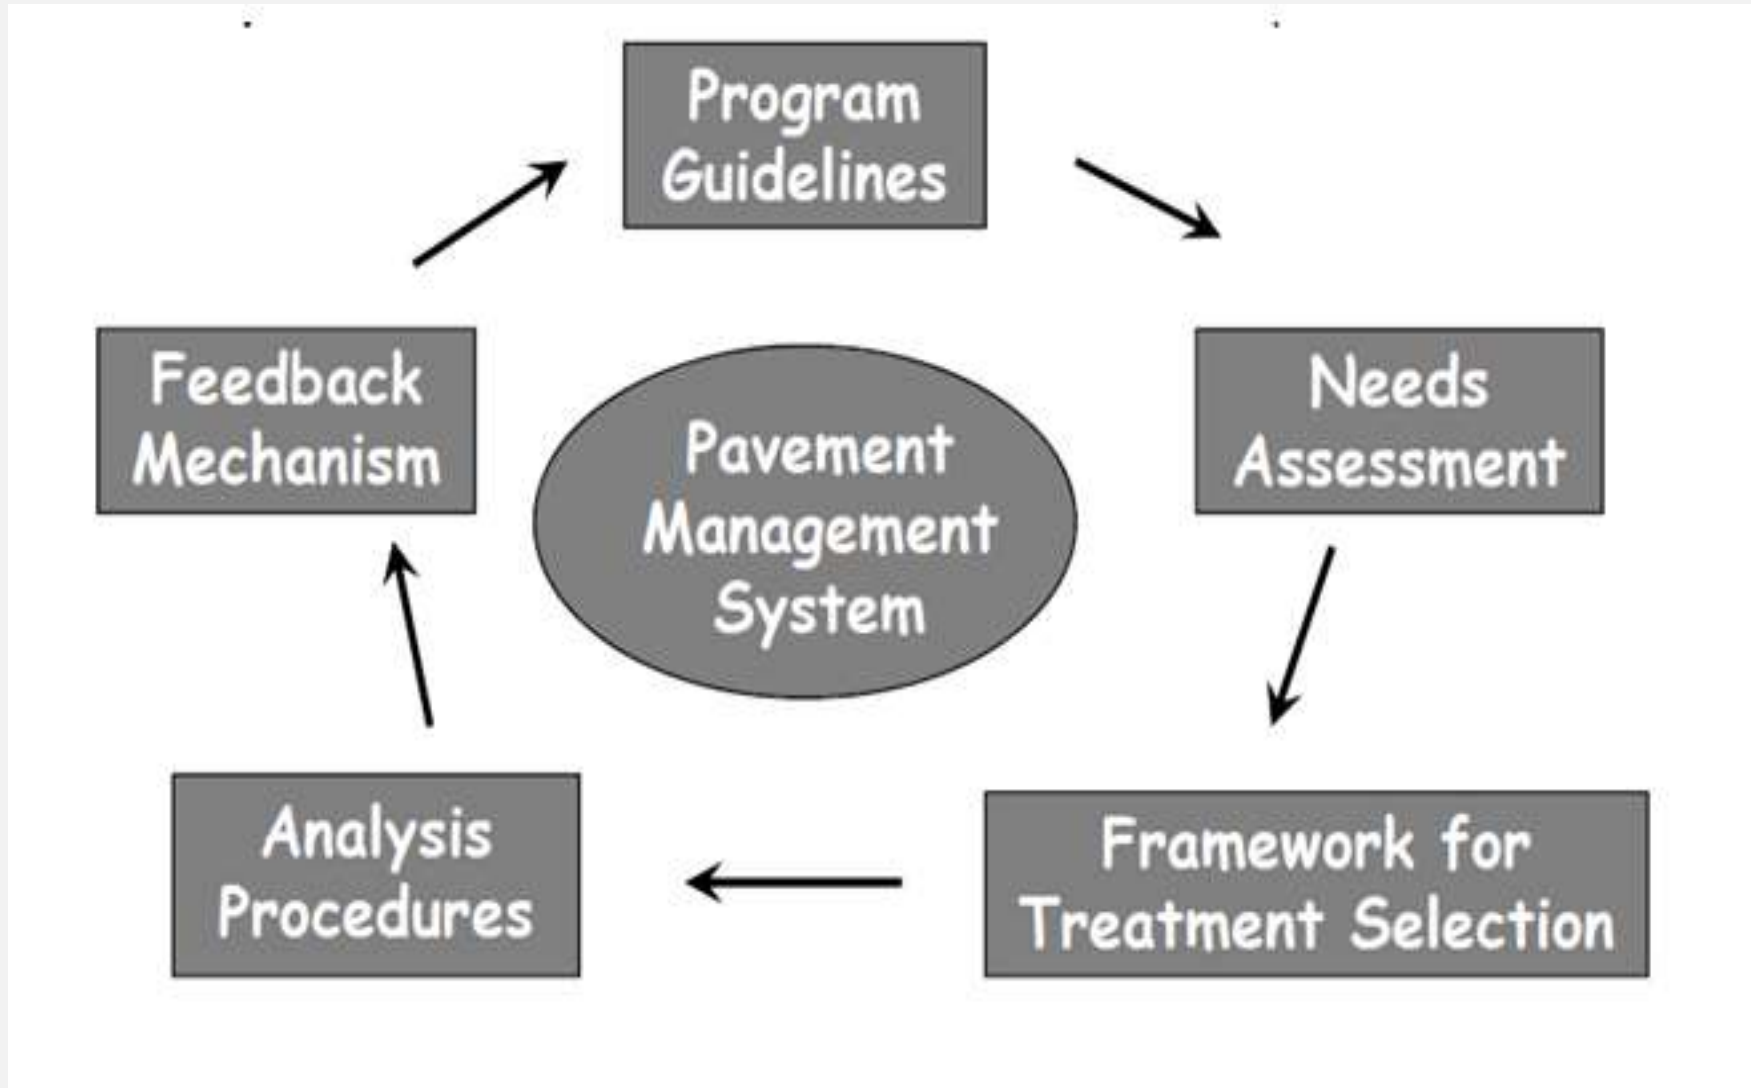 Program
Guidelines
Feedback
Mechanism
Needs
Assessment
Pavement
Management
System
Analysis
Procedures
Framework for
Treatment Selection